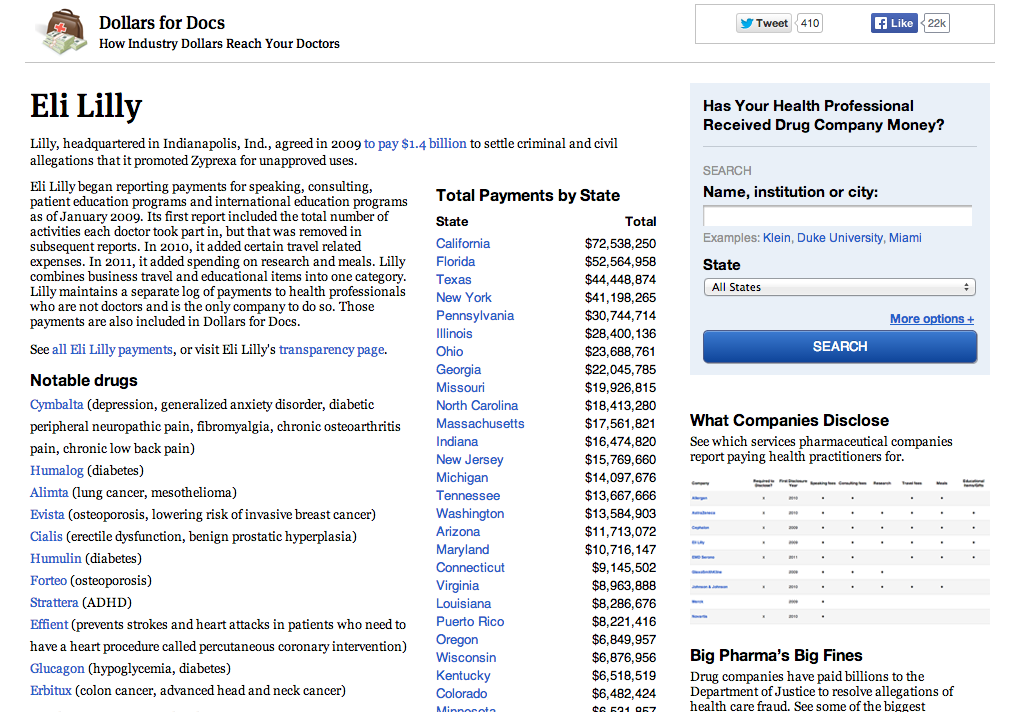 Dollars for Docs
How Industry Dollars Reach Your Doctors
Tweet 410
Like 22k
Eli Lilly
Lilly, headquartered in Indianapolis, Ind., agreed in 2009 to pay $1.4 billion to settle criminal and civil
allegations that it promoted Zyprexa for unapproved uses.
Eli Lilly began reporting payments for speaking, consulting,
patient education programs and international education programs
as of January 2009. Its first report included the total number of
activities each doctor took part in, but that was removed in
subsequent reports. In 2010, it added certain travel related
expenses. In 2011, it added spending on research and meals. Lilly
combines business travel and educational items into one category.
Lilly maintains a separate log of payments to health professionals
who are not doctors and is the only company to do so. Those
payments are also included in Dollars for Docs.
See all Eli Lilly payments, or visit Eli Lilly's transparency page.
Notable drugs
Cymbalta (depression, generalized anxiety disorder, diabetic
peripheral neuropathic pain, fibromyalgia, chronic osteoarthritis
pain, chronic low back pain)
Humalog (diabetes)
Alimta (lung cancer, mesothelioma)
Evista (osteoporosis, lowering risk of invasive breast cancer)
Cialis (erectile dysfunction, benign prostatic hyperplasia)
Humulin (diabetes)
Forteo (osteoporosis)
Strattera (ADHD)
Effient (prevents strokes and heart attacks in patients who need to
have a heart procedure called percutaneous coronary intervention)
Glucagon (hypoglycemia, diabetes)
Erbitux (colon cancer, advanced head and neck cancer)
Total Payments by State
State Total
California $72,538,250
Florida $52,564,958
Texas $44,448,874
New York $41,198,265
Pennsylvania $30,744,714
Illinois $28,400,136
Ohio $23,688,761
Georgia $22,045,785
Missouri $19,926,815
North Carolina $18,413,280
Massachusetts $17,561,821
Indiana $16,474,820
New Jersey $15,769,660
Michigan $14,097,676
Tennessee $13,667,666
Washington $13,584,903
Arizona $11,713,072
Maryland $10,716,147
Connecticut $9,145,502
Virginia $8,963,888
Louisiana $8,286,676
Puerto Rico $8,221,416
Oregon $6,849,957
Wisconsin $6,876,956
Kentucky $6,518,519
Colorado $6,482,424
Minnesota $6,531,857
Has Your Health Professional
Received Drug Company Money?
SEARCH
Name, institution or city:
Examples: Klein, Duke University, Miami
State
All States
More options +
SEARCH
What Companies Disclose
See which services pharmaceutical companies
report paying health practitioners for.
Big Pharma's Big Fines
Drug companies have paid billions to the
Department of Justice to resolve allegations of
health care fraud. See some of the biggest